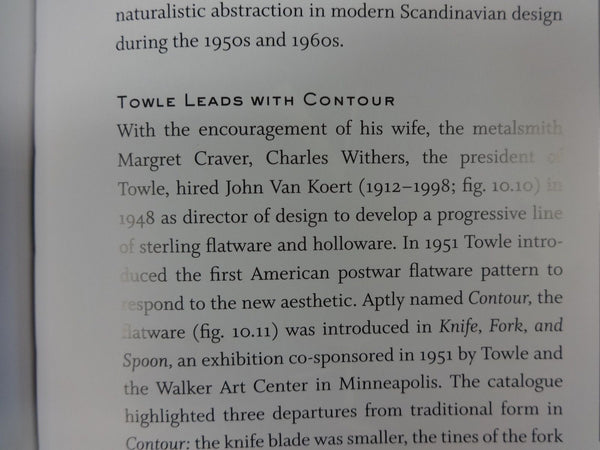 naturalistic abstraction in modern Scandinavian design
during the 1950s and 1960s.
TOWLE LEADS WITH CONTOUR
With the encouragement of his wife, the metalsmith
Margret Craver, Charles Withers, the president of
Towle, hired John Van Koert (1912–1998; fig. 10.10) in
1948 as director of design to develop a progressive line
of sterling flatware and holloware. In 1951 Towle intro-
duced the first American postwar flatware pattern to
respond to the new aesthetic. Aptly named Contour, the
flatware (fig. 10.11) was introduced in Knife, Fork, and
Spoon, an exhibition co-sponsored in 1951 by Towle and
the Walker Art Center in Minneapolis. The catalogue
highlighted three departures from traditional form in
Contour: the knife blade was smaller, the tines of the fork